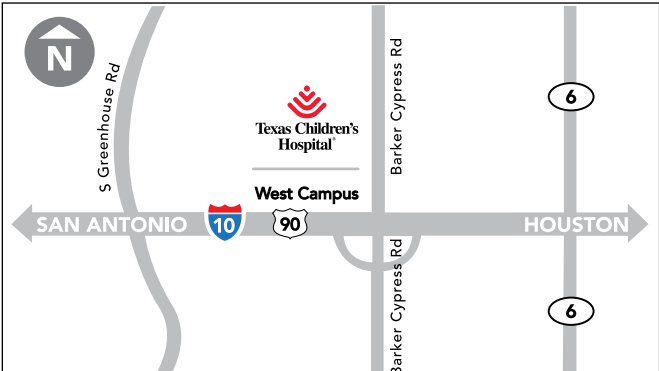 N
S Greenhouse Rd
Texas Children's
Hospital®
West Campus
Barker Cypress Rd
6
SAN ANTONIO
10
90
HOUSTON
Barker Cypress Rd
6